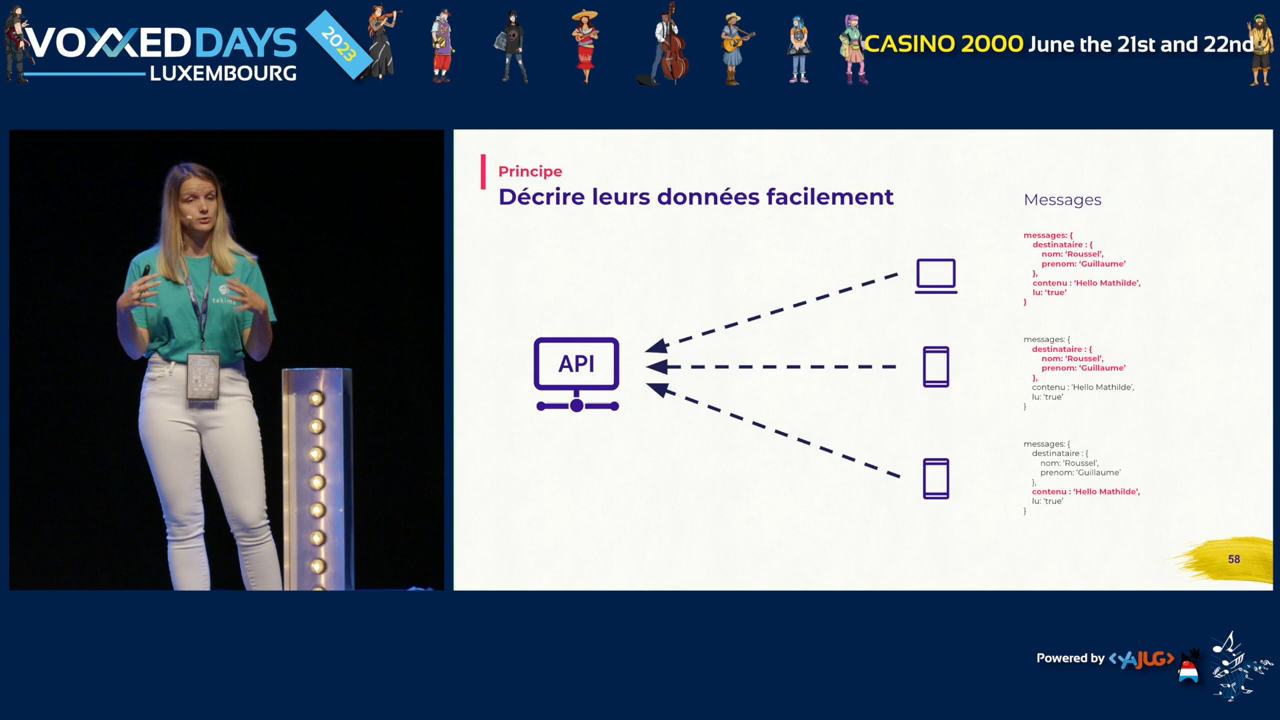 VOXXEDDAYS
LUXEMBOURG
2023
CASINO 2000 June the 21st and 22nd
Principe
Décrire leurs données facilement
API
Messages
messages: {
destinataire : {
nom: ‘Roussel’,
prenom: ‘Guillaume’
},
contenu : ‘Hello Mathilde’,
lu: ‘true’
}
messages: {
destinataire : {
nom: ‘Roussel’,
prenom: ‘Guillaume’
},
contenu : ‘Hello Mathilde’,
lu: ‘true’
}
messages: {
destinataire : {
nom: ‘Roussel’,
prenom: ‘Guillaume’
},
contenu : ‘Hello Mathilde’,
lu: ‘true’
}
58
Powered by <YAJUG>